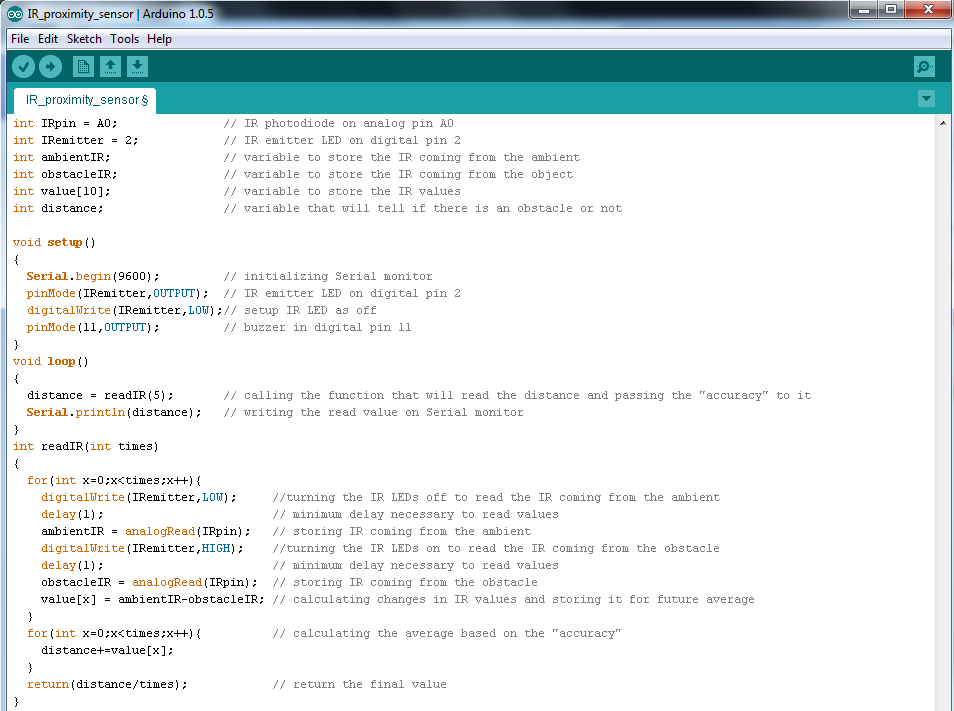 IR_proximity_sensor | Arduino 1.0.5
File Edit Sketch Tools Help
IR_proximity_sensor §
int IRpin = A0;               // IR photodiode on analog pin A0
int IRemitter = 2;            // IR emitter LED on digital pin 2
int ambientIR;                // variable to store the IR coming from the ambient
int obstacleIR;               // variable to store the IR coming from the object
int value[10];                // variable to store the IR values
int distance;                 // variable that will tell if there is an obstacle or not
void setup()
{
  Serial.begin(9600);         // initializing Serial monitor
  pinMode(IRemitter,OUTPUT);  // IR emitter LED on digital pin 2
  digitalWrite(IRemitter,LOW);// setup IR LED as off
  pinMode(11,OUTPUT);         // buzzer in digital pin 11
}
void loop()
{
  distance = readIR(5);       // calling the function that will read the distance and passing the "accuracy" to it
  Serial.println(distance);   // writing the read value on Serial monitor
}
int readIR(int times)
{
  for(int x=0;x<times;x++){
    digitalWrite(IRemitter,LOW);     //turning the IR LEDs off to read the IR coming from the ambient
    delay(1);                        // minimum delay necessary to read values
    ambientIR = analogRead(IRpin);   // storing IR coming from the ambient
    digitalWrite(IRemitter,HIGH);    //turning the IR LEDs on to read the IR coming from the obstacle
    delay(1);                        // minimum delay necessary to read values
    obstacleIR = analogRead(IRpin);  // storing IR coming from the obstacle
    value[x] = ambientIR-obstacleIR; // calculating changes in IR values and storing it for future average
  }
  for(int x=0;x<times;x++){          // calculating the average based on the "accuracy"
    distance+=value[x];
  }
  return(distance/times);            // return the final value
}